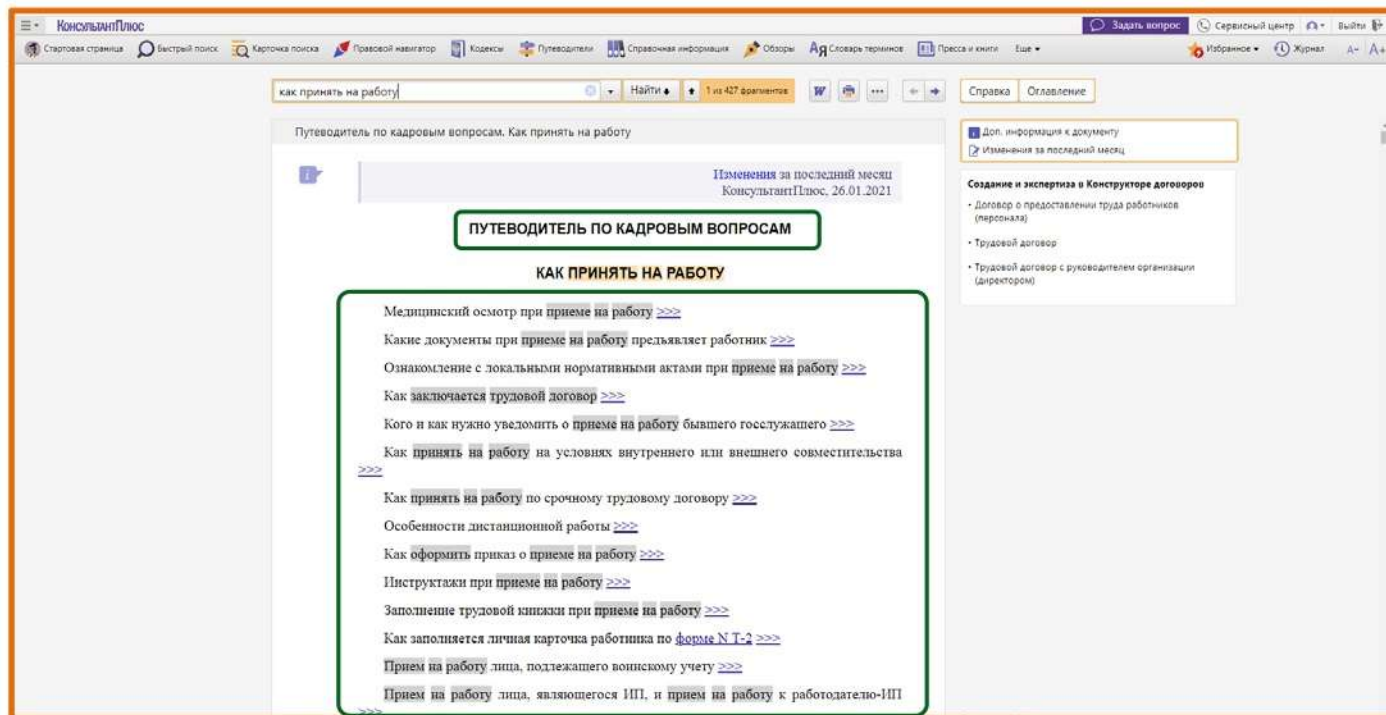 КонсультантПлюс
Задать вопрос
Сервисный центр
Выйти
Стартовая страница
Быстрый поиск
Карточка поиска
Правовой навигатор
Кодексы
Путеводители
Справочная информация
Обзоры
Словарь терминов
Пресса и книги
Еще
Избранное
Журнал
А-
А+
как принять на работу
Найти
1 из 427 фрагментов
Справка
Оглавление
Путеводитель по кадровым вопросам. Как принять на работу
Изменения за последний месяц
КонсультантПлюс, 26.01.2021
ПУТЕВОДИТЕЛЬ ПО КАДРОВЫМ ВОПРОСАМ
КАК ПРИНЯТЬ НА РАБОТУ
Медицинский осмотр при приеме на работу >>>
Какие документы при приеме на работу предъявляет работник >>>
Ознакомление с локальными нормативными актами при приеме на работу >>>
Как заключается трудовой договор >>>
Кого и как нужно уведомить о приеме на работу бывшего госслужащего >>>
Как принять на работу на условиях внутреннего или внешнего совместительства
>>>
Как принять на работу по срочному трудовому договору >>>
Особенности дистанционной работы >>>
Как оформить приказ о приеме на работу >>>
Инструктажи при приеме на работу >>>
Заполнение трудовой книжки при приеме на работу >>>
Как заполняется личная карточка работника по форме N Т-2 >>>
Прием на работу лица, подлежащего воинскому учету >>>
Прием на работу лица, являющегося ИП, и прием на работу к работодателю-ИП
>>>
Доп. информация к документу
Изменения за последний месяц
Создание и экспертиза в Конструкторе договоров
• Договор о предоставлении труда работников
(персонала)
• Трудовой договор
• Трудовой договор с руководителем организации
(директором)